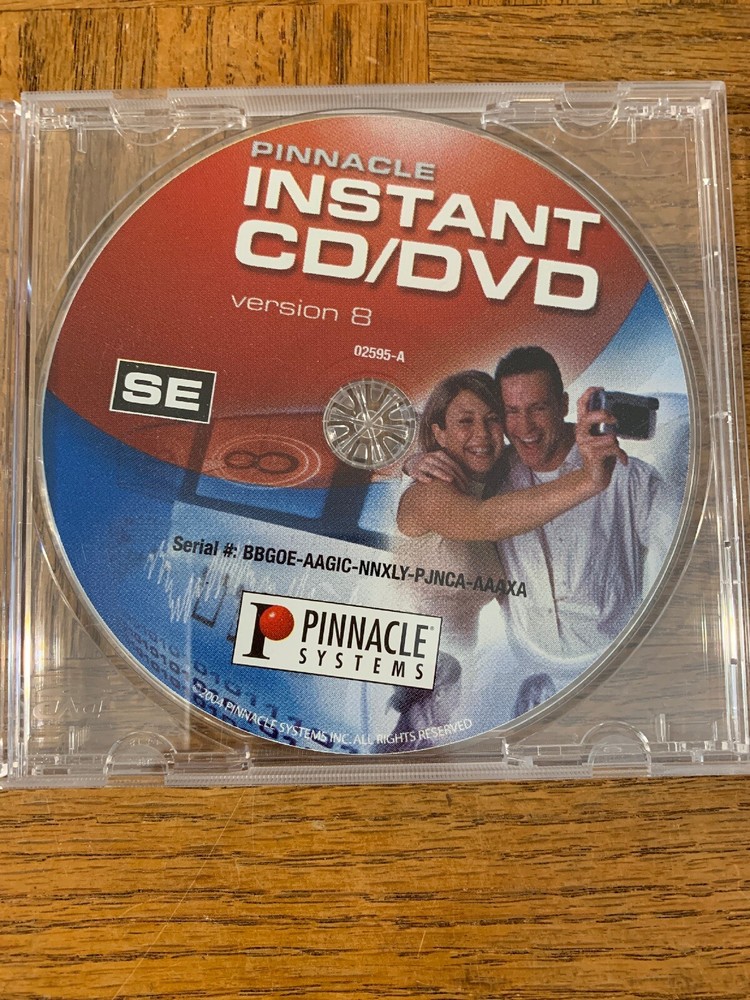 PINNACLE
INSTANT
CD/DVD
version 8
02595-A
SE
8
Serial #: BBGOE-AAGIC-NNXLY-PJNCA-AAAXA
PINNACLE®
SYSTEMS
©2004 PINNACLE SYSTEMS INC. ALL RIGHTS RESERVED